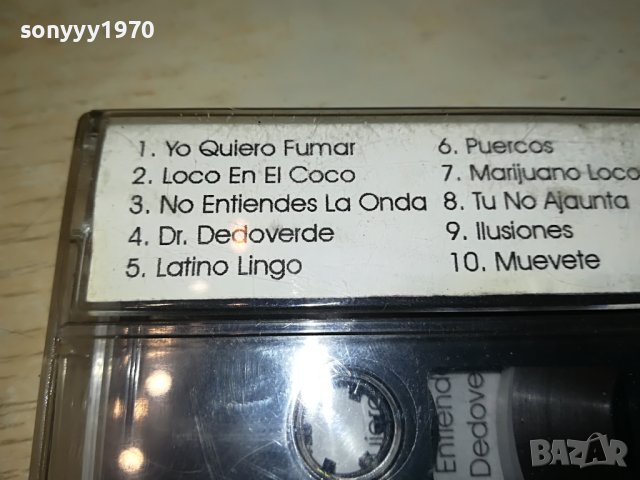 sonyyy1970
1. Yo Quiero Fumar
2. Loco En El Coco
3. No Entiendes La Onda
4. Dr. Dedoverde
5. Latino Lingo
6. Puercos
7. Marijuano Loco
8. Tu No Ajaunta
9. Ilusiones
10. Muevete
Entiend
Dedove
BAZAR